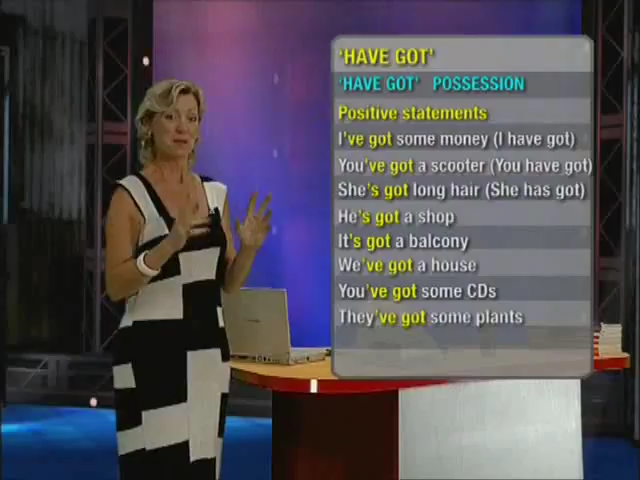 'HAVE GOT'
'HAVE GOT' POSSESSION
Positive statements
I've got some money (I have got)
You've got a scooter (You have got)
She's got long hair (She has got)
He's got a shop
It's got a balcony
We've got a house
You've got some CDs
They've got some plants